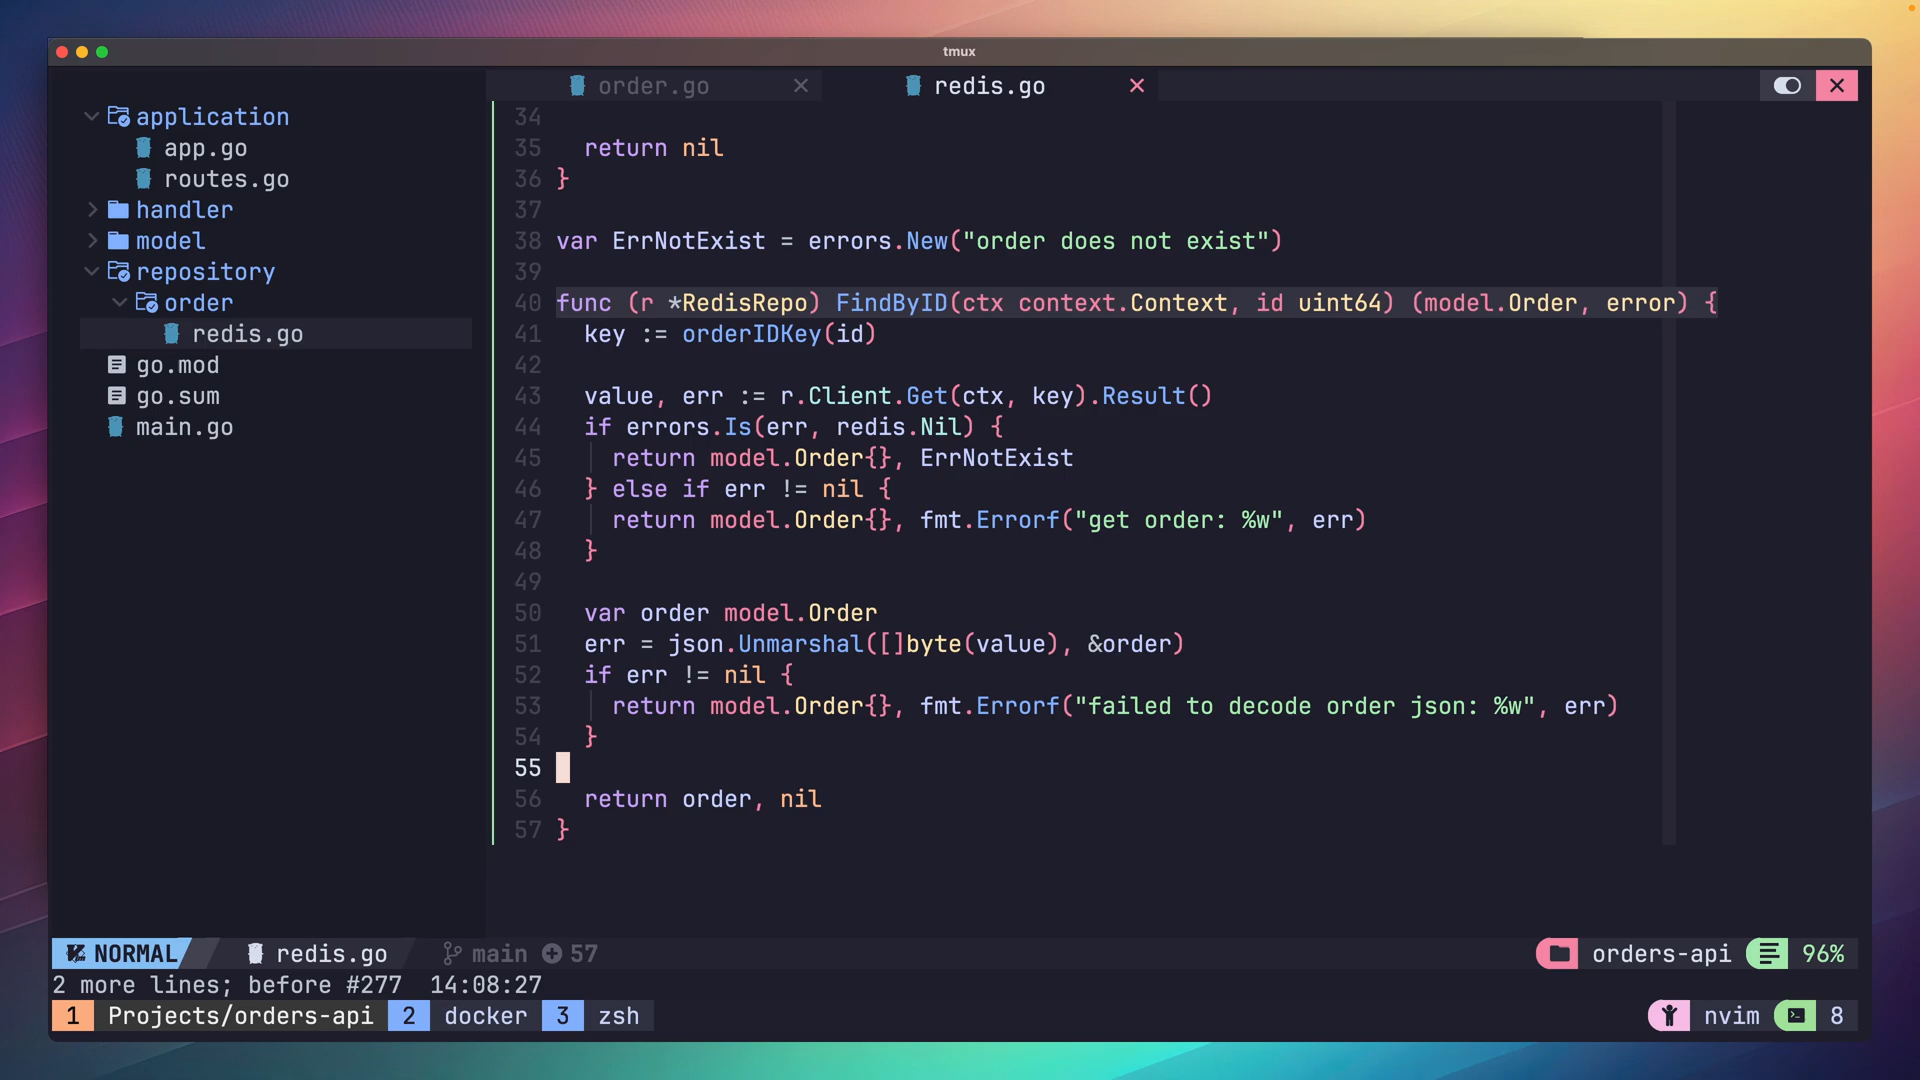 tmux
order.go
redis.go
application
app.go
routes.go
handler
model
repository
order
redis.go
go.mod
go.sum
main.go
34
35 return nil
36 }
37
38 var ErrNotExist = errors.New("order does not exist")
39
40 func (r *RedisRepo) FindByID(ctx context.Context, id uint64) (model.Order, error) {
41 key := orderIDKey(id)
42
43 value, err := r.Client.Get(ctx, key).Result()
44 if errors.Is(err, redis.Nil) {
45 return model.Order{}, ErrNotExist
46 } else if err != nil {
47 return model.Order{}, fmt.Errorf("get order: %w", err)
48 }
49
50 var order model.Order
51 err = json.Unmarshal([]byte(value), &order)
52 if err != nil {
53 return model.Order{}, fmt.Errorf("failed to decode order json: %w", err)
54 }
55
56 return order, nil
57 }
NORMAL redis.go main 57 orders-api 96%
2 more lines; before #277 14:08:27
1 Projects/orders-api 2 docker 3 zsh nvim 8